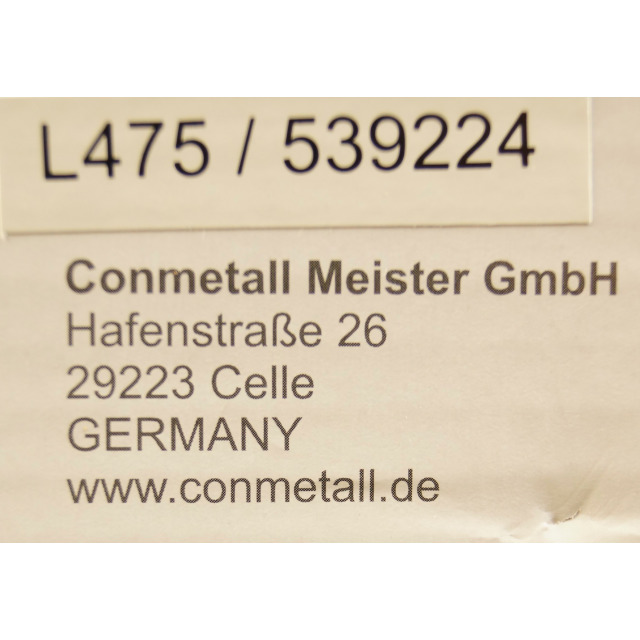 L475 / 539224
Conmetall Meister GmbH
Hafenstraße 26
29223 Celle
GERMANY
www.conmetall.de